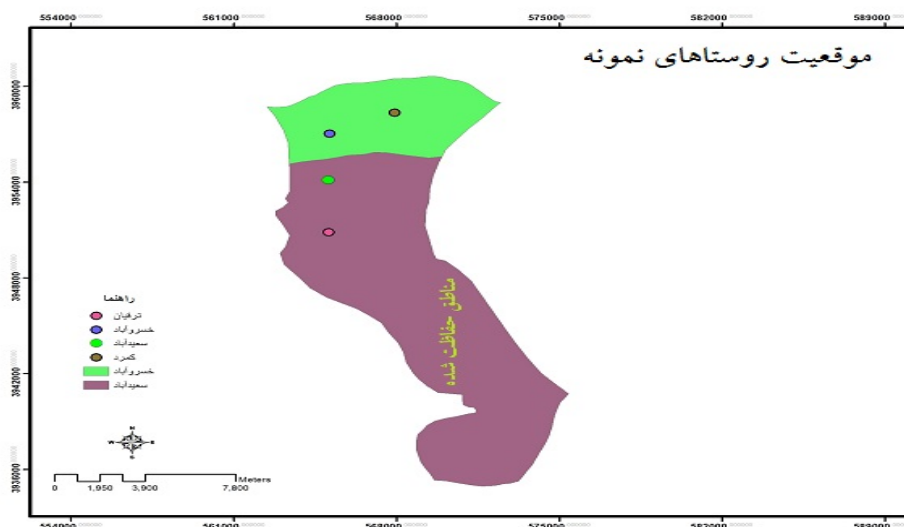 554000 561000 568000 575000 582000 589000
موقعیت روستاهای نمونه
3960000
3954000
3948000
3942000
3936000
مناطق حفاظت شده
راهنما
ترقیان
خسروآباد
سعیدآباد
کمرد
خسروآباد
سعیدآباد
N
W E
S
Meters
0 1,950 3,900 7,800
554000 561000 568000 575000 582000 589000